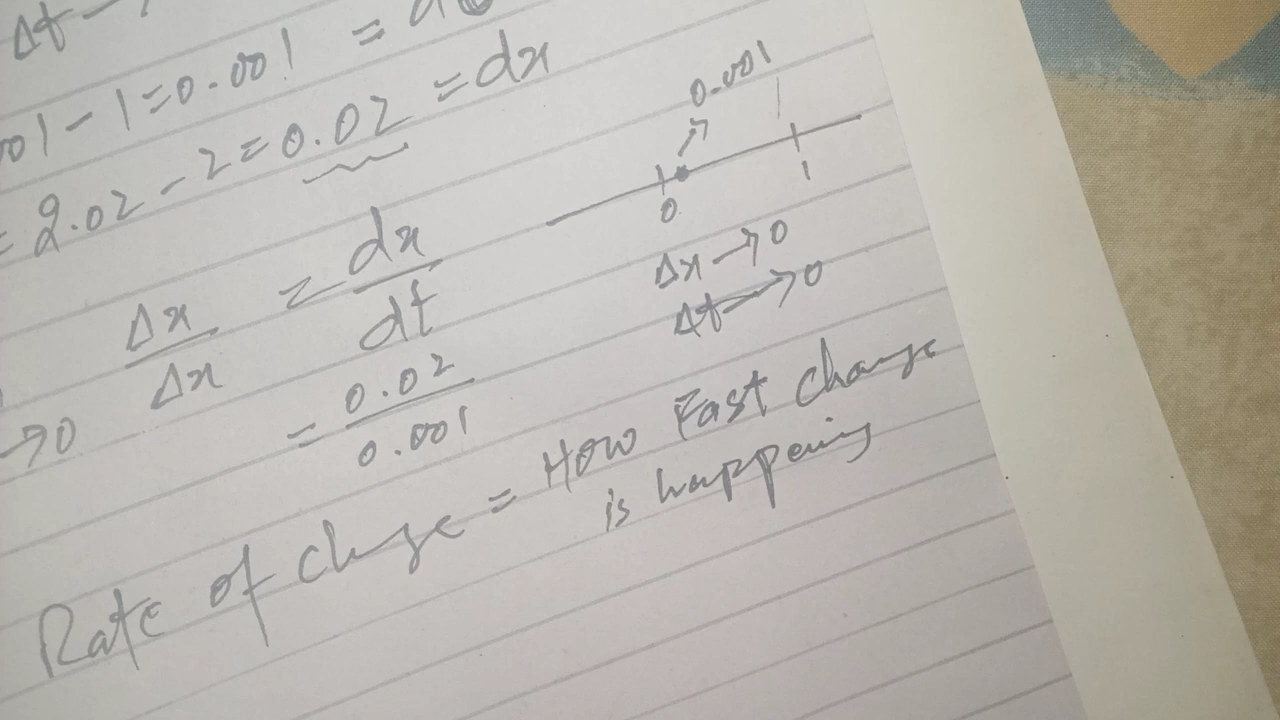 Δt
001 - 1 = 0.001 = d
= 2.02 - 2 = 0.02 = dx
0.001
0 1
Δx/Δx = dx/dt
Δx → 0
Δt → 0
→ 0
= 0.02/0.001
Rate of change = How Fast change
is happening